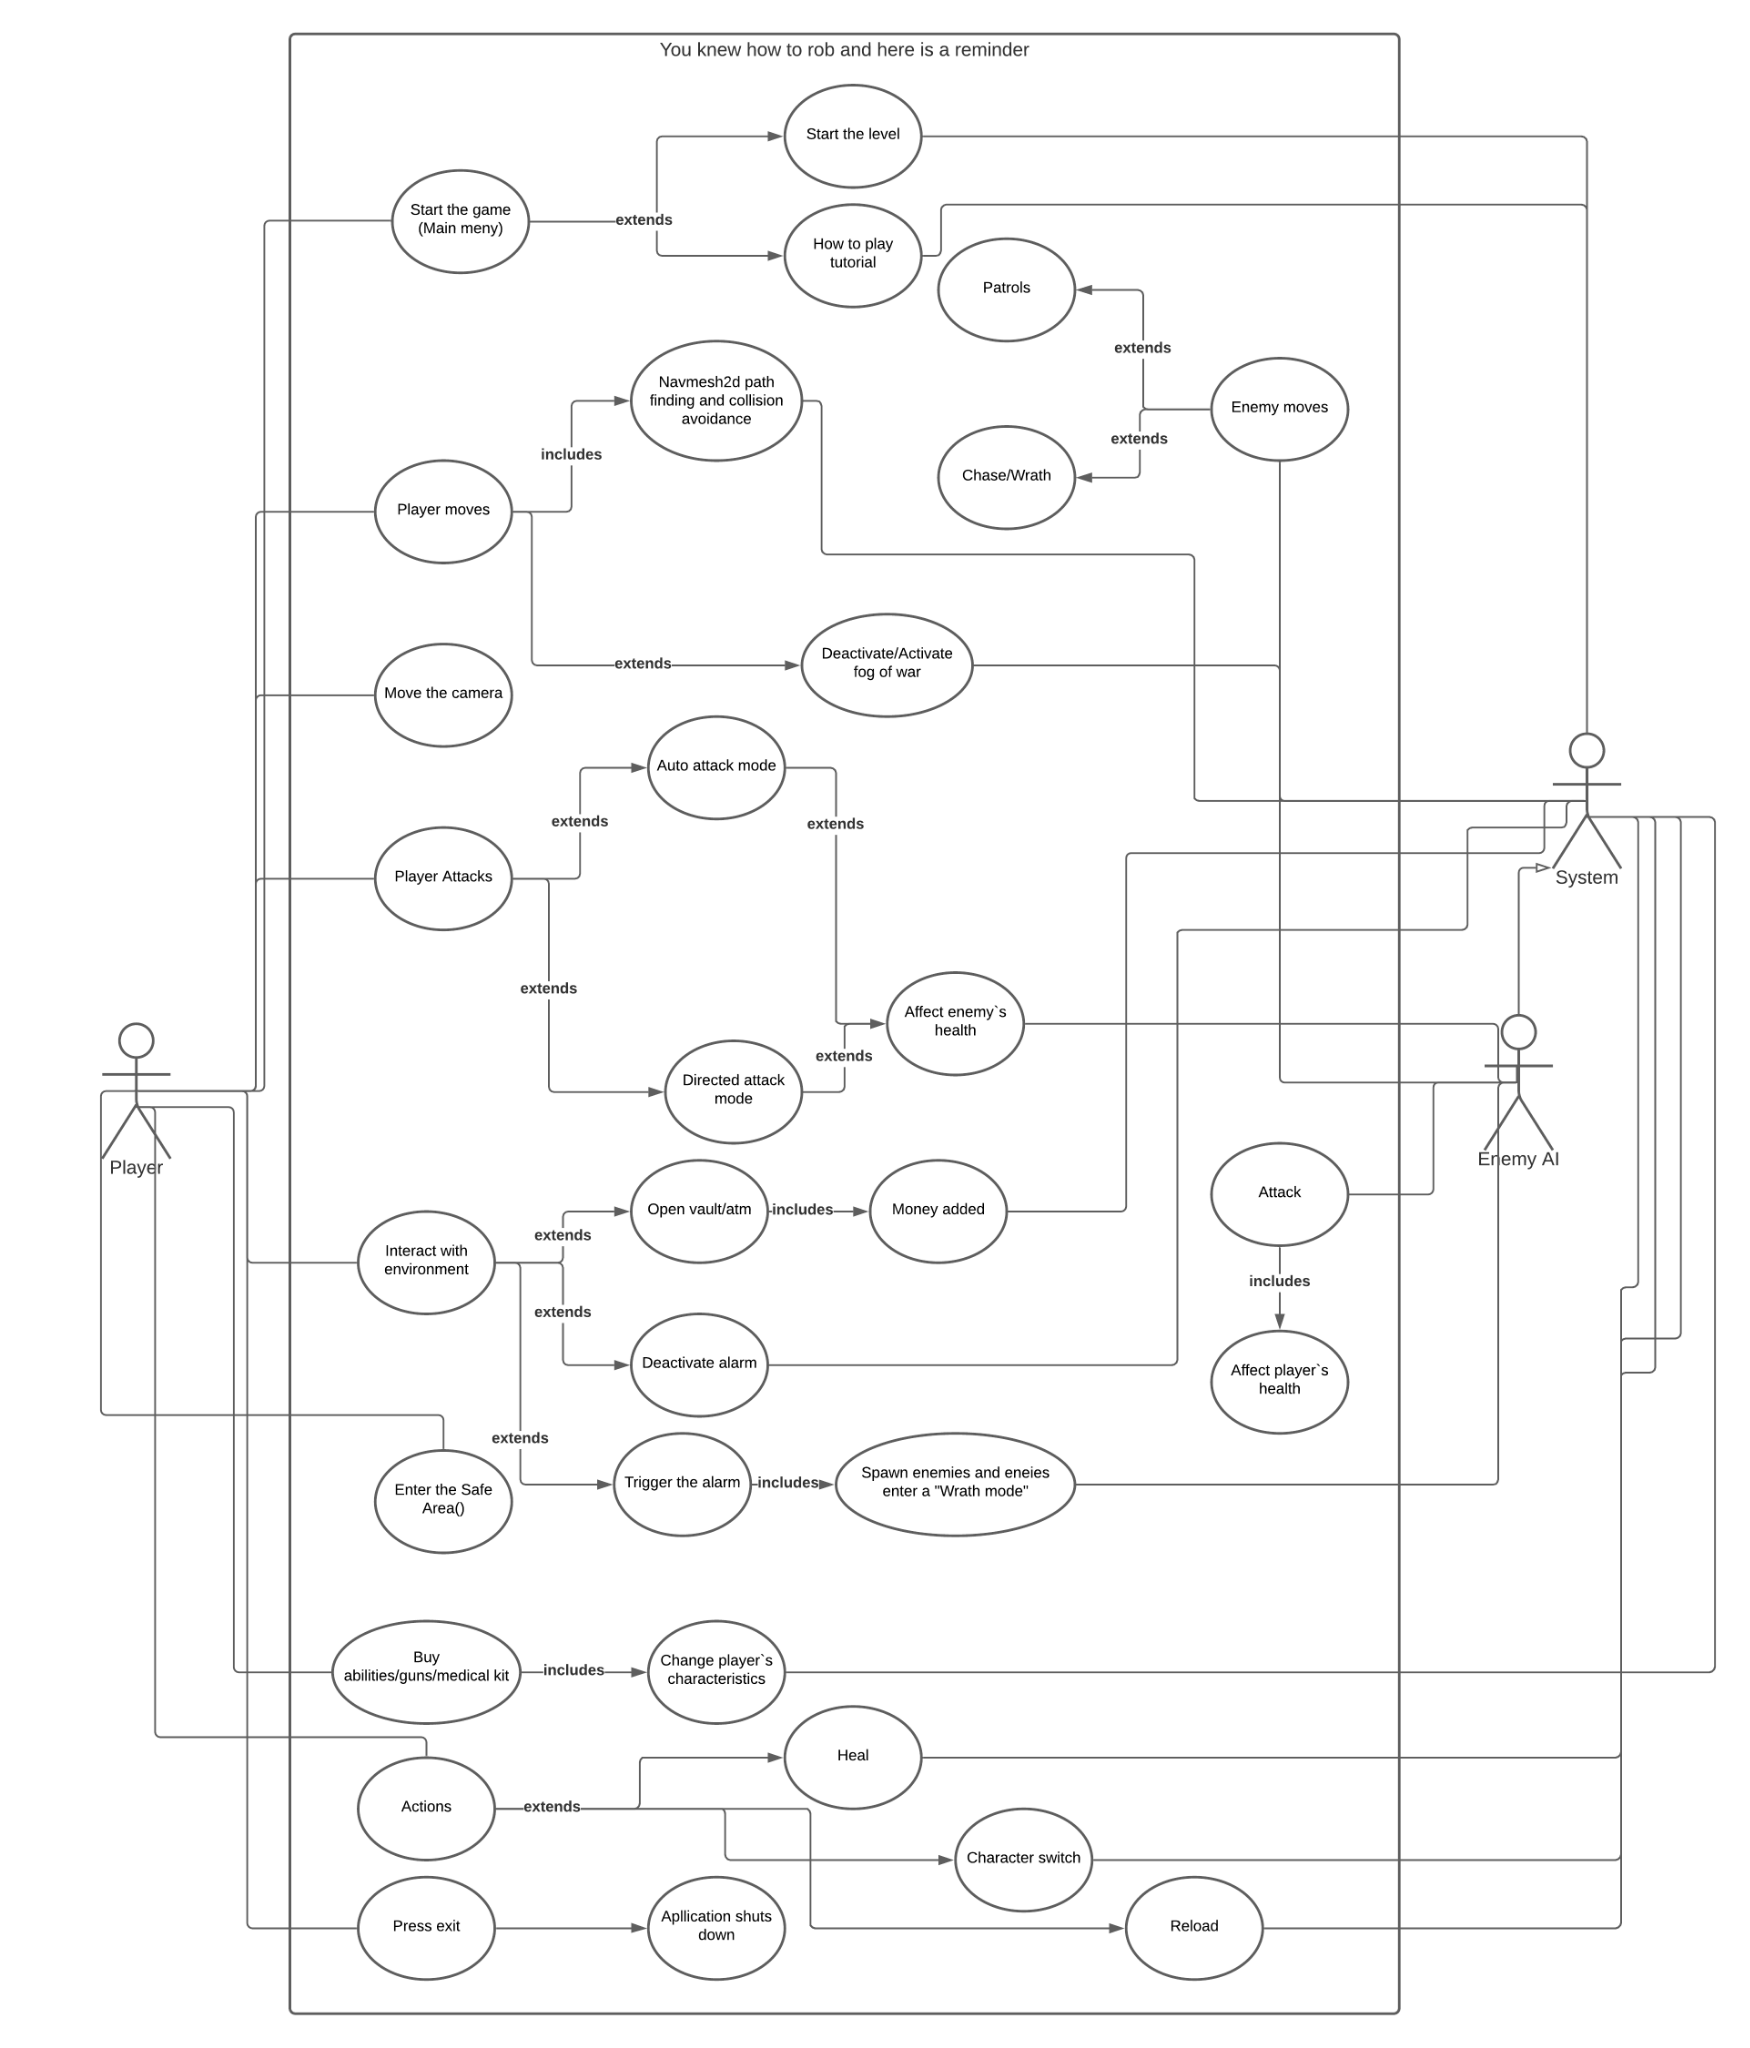 You knew how to rob and here is a reminder
Start the level
Start the game
(Main meny)
extends
How to play
tutorial
Patrols
extends
Navmesh2d path
finding and collision
avoidance
Enemy moves
includes
extends
Chase/Wrath
Player moves
Deactivate/Activate
fog of war
extends
Move the camera
Auto attack mode
extends
extends
Player Attacks
System
extends
Affect enemy`s
health
extends
Directed attack
mode
Player
Enemy AI
Attack
Open vault/atm
includes
Money added
extends
Interact with
environment
includes
extends
Deactivate alarm
Affect player`s
health
extends
Trigger the alarm
includes
Spawn enemies and eneies
enter a "Wrath mode"
Enter the Safe
Area()
Buy
abilities/guns/medical kit
includes
Change player`s
characteristics
Heal
Actions
extends
Character switch
Press exit
Apllication shuts
down
Reload